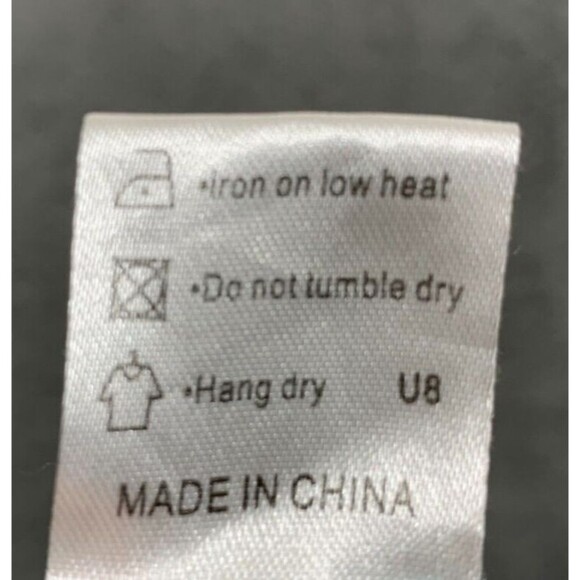 •Iron on low heat
•Do not tumble dry
•Hang dry U8
MADE IN CHINA